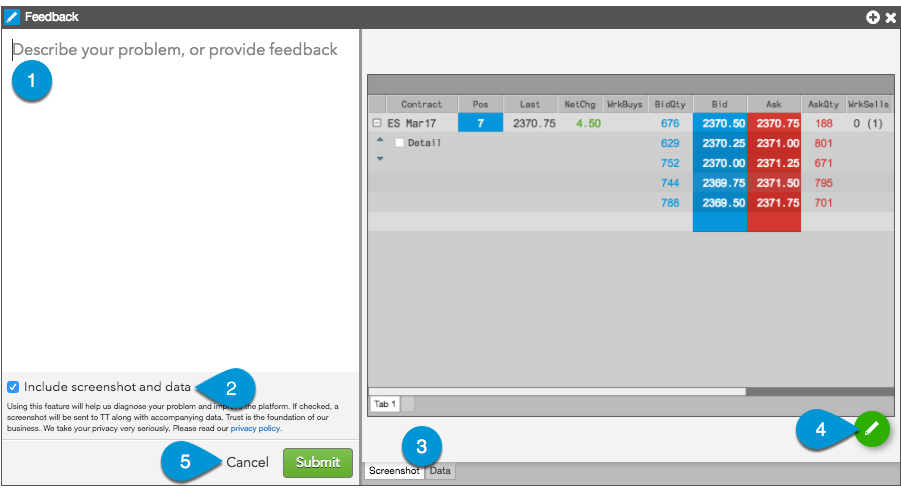 Feedback
Describe your problem, or provide feedback
1
Contract Pos Last NetChg WrkBuys BidQty Bid Ask AskQty WrkSells
ES Mar17 7 2370.75 4.50 676 2370.50 2370.75 188 0 (1)
Detail 629 2370.25 2371.00 801
752 2370.00 2371.25 671
744 2369.75 2371.50 795
788 2369.50 2371.75 701
Include screenshot and data 2
Using this feature will help us diagnose your problem and improve the platform. If checked, a
screenshot will be sent to TT along with accompanying data. Trust is the foundation of our
business. We take your privacy very seriously. Please read our privacy policy.
5 Cancel Submit
Tab 1
4
3
Screenshot Data